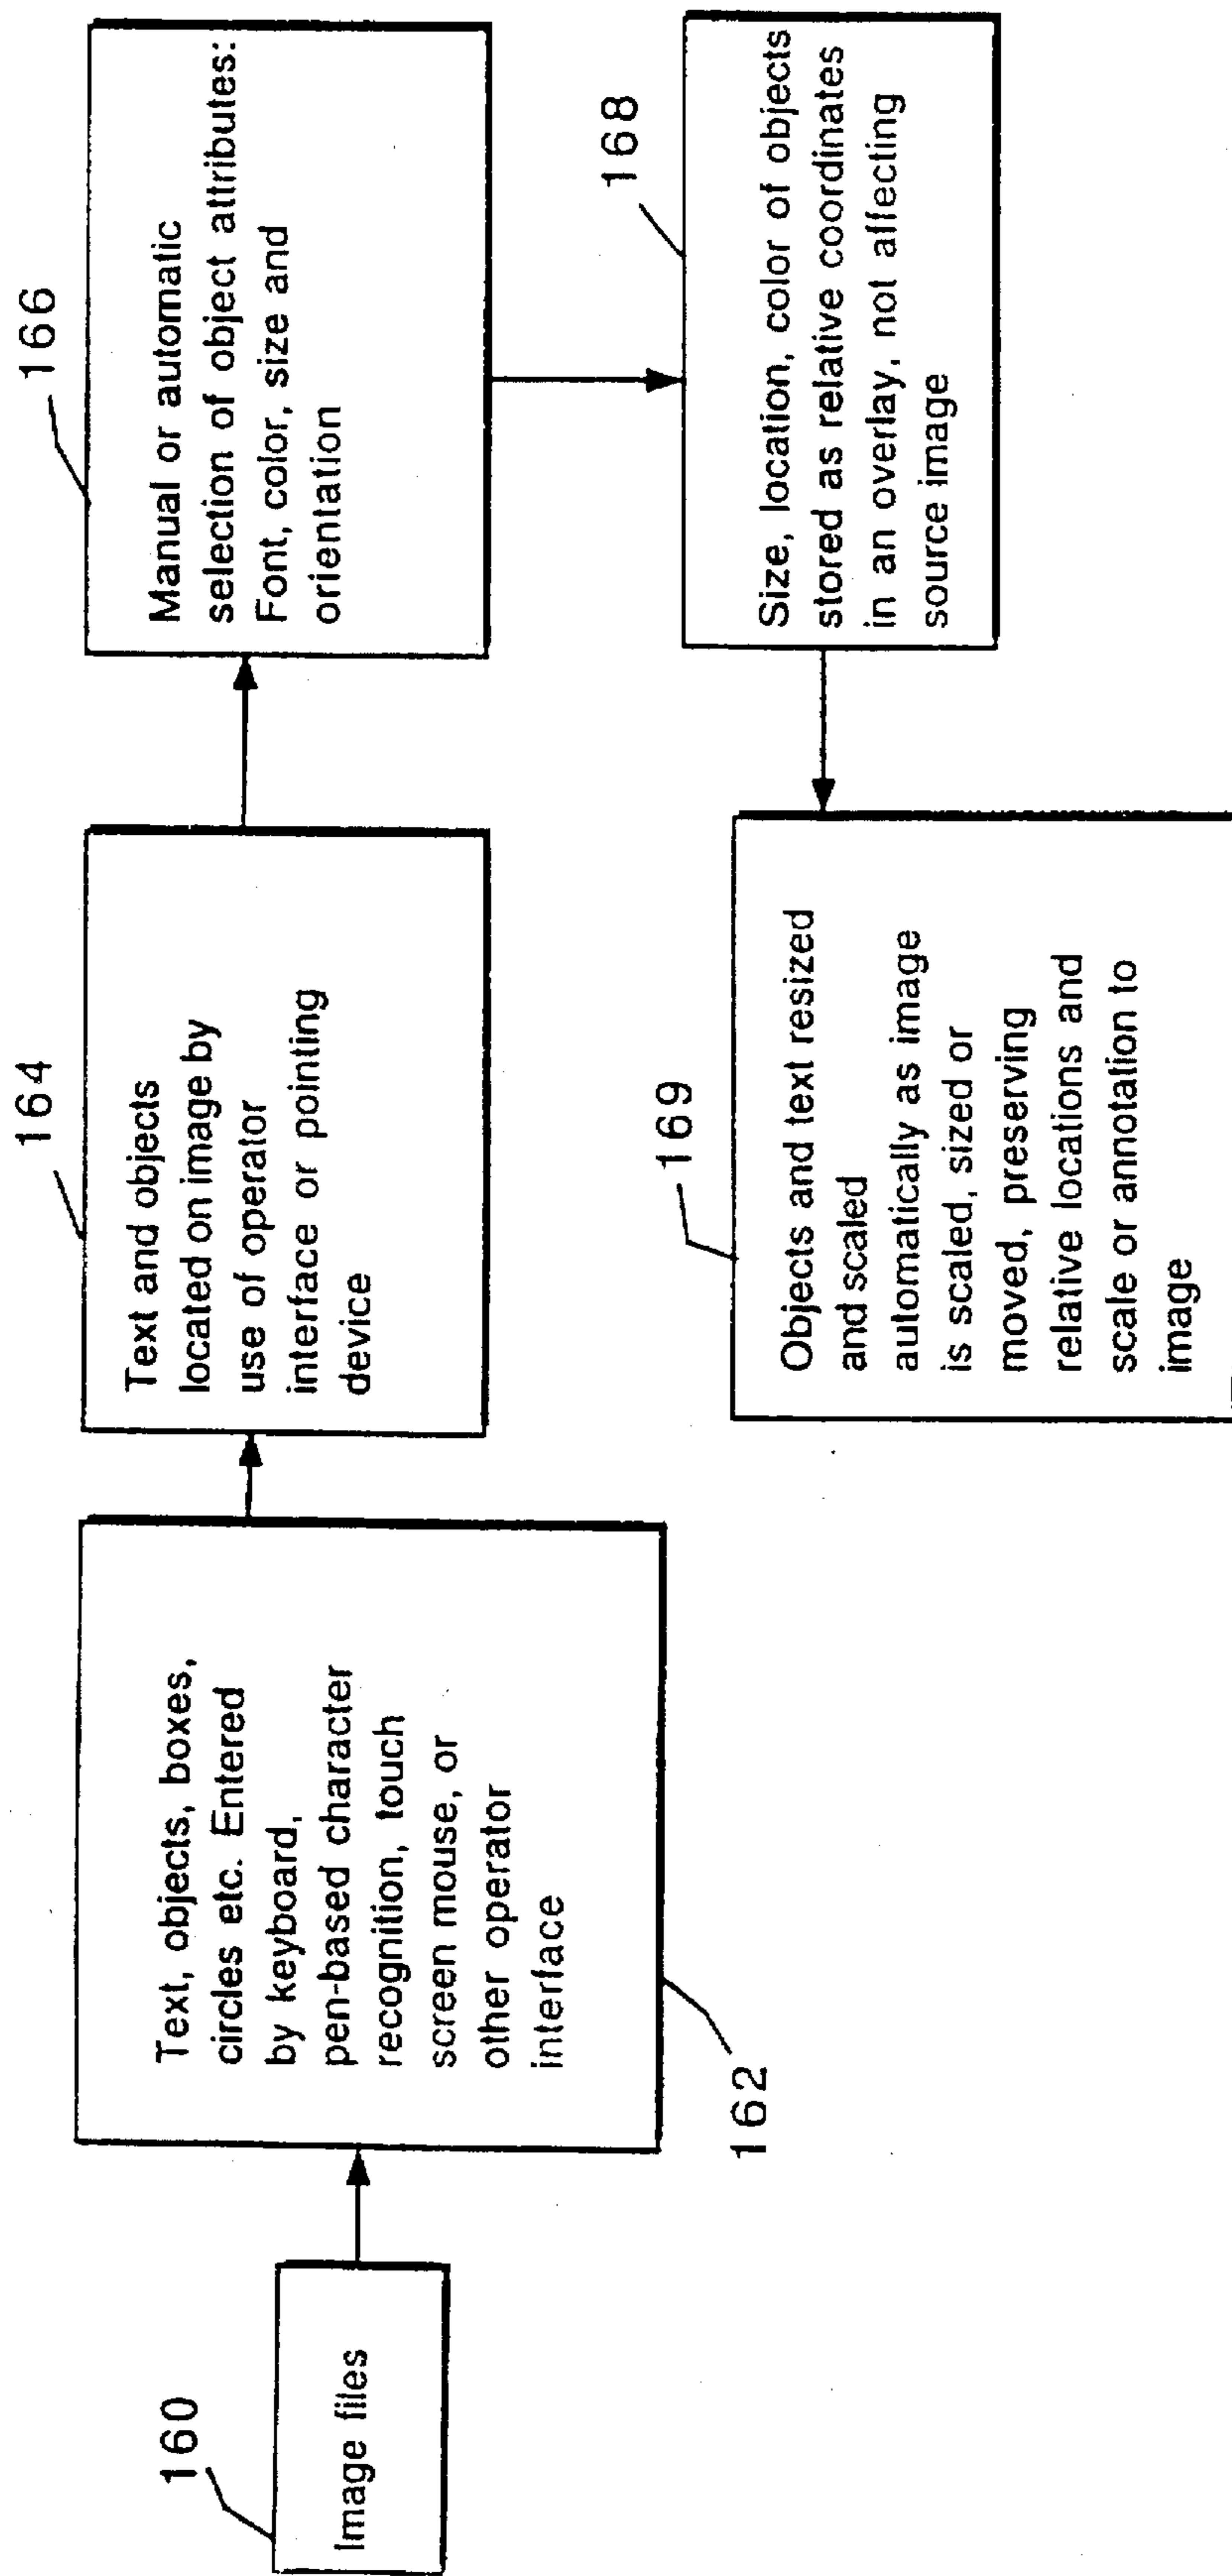 160
Image files
162
Text, objects, boxes,
circles etc. Entered
by keyboard,
pen-based character
recognition, touch
screen mouse, or
other operator
interface
164
Text and objects
located on image by
use of operator
interface or pointing
device
166
Manual or automatic
selection of object attributes:
Font, color, size and
orientation
168
Size, location, color of objects
stored as relative coordinates
in an overlay, not affecting
source image
169
Objects and text resized
and scaled
automatically as image
is scaled, sized or
moved, preserving
relative locations and
scale or annotation to
image